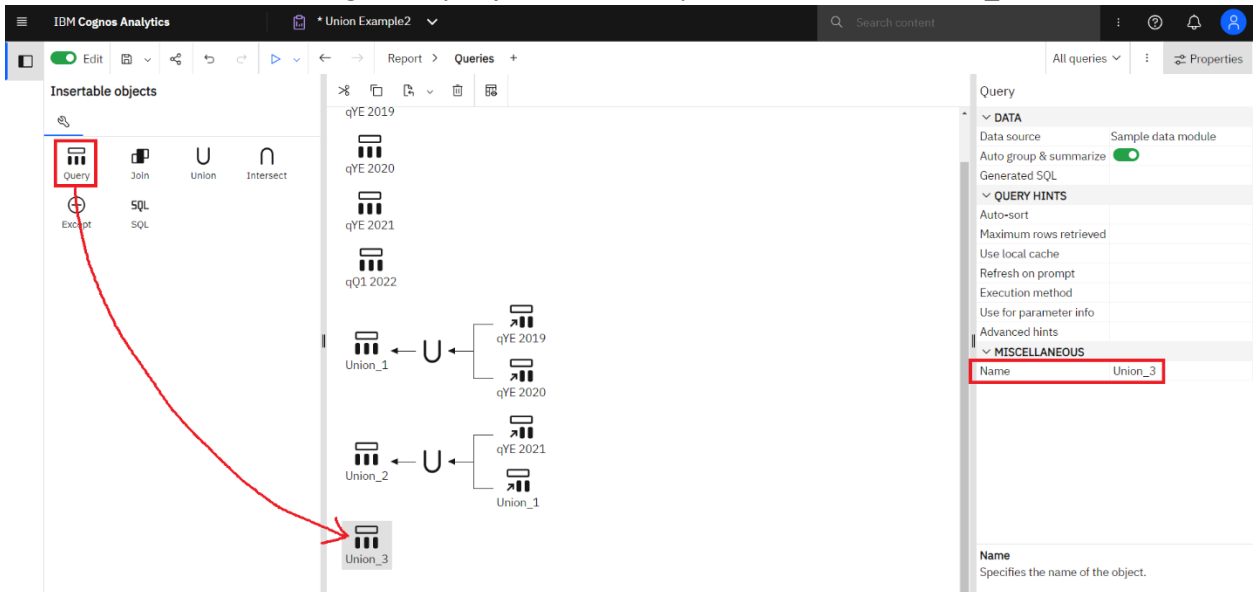 IBM Cognos Analytics
* Union Example2
Search content
Edit
Report > Queries +
All queries
Properties
Insertable objects
Query
Join
Union
Intersect
Except
SQL
SQL
qYE 2019
qYE 2020
qYE 2021
qQ1 2022
Union_1
qYE 2019
qYE 2020
Union_2
qYE 2021
Union_1
Union_3
Query
DATA
Data source Sample data module
Auto group & summarize
Generated SQL
QUERY HINTS
Auto-sort
Maximum rows retrieved
Use local cache
Refresh on prompt
Execution method
Use for parameter info
Advanced hints
MISCELLANEOUS
Name Union_3
Name
Specifies the name of the object.